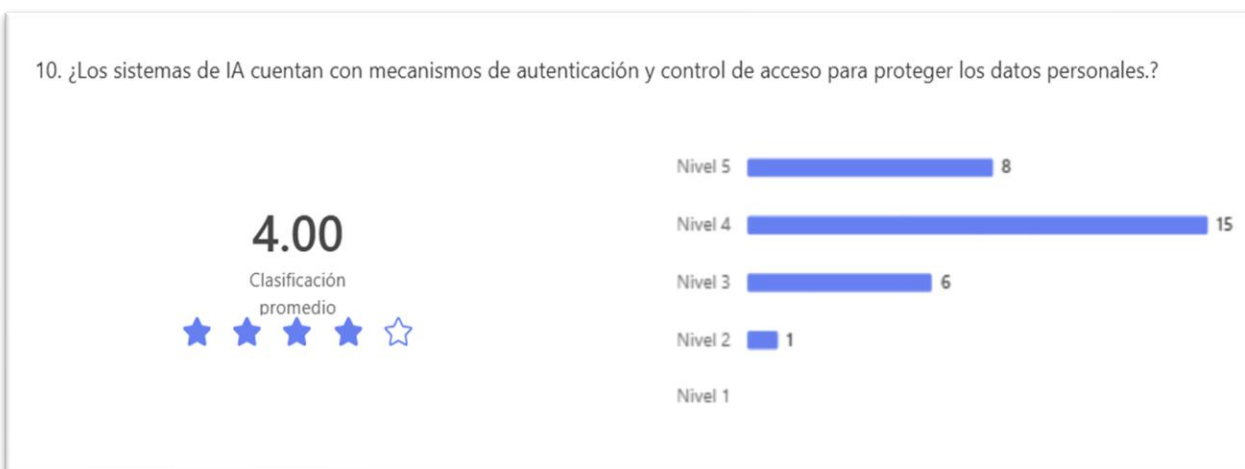 10. ¿Los sistemas de IA cuentan con mecanismos de autenticación y control de acceso para proteger los datos personales.?
4.00
Clasificación
promedio
Nivel 5 8
Nivel 4 15
Nivel 3 6
Nivel 2 1
Nivel 1